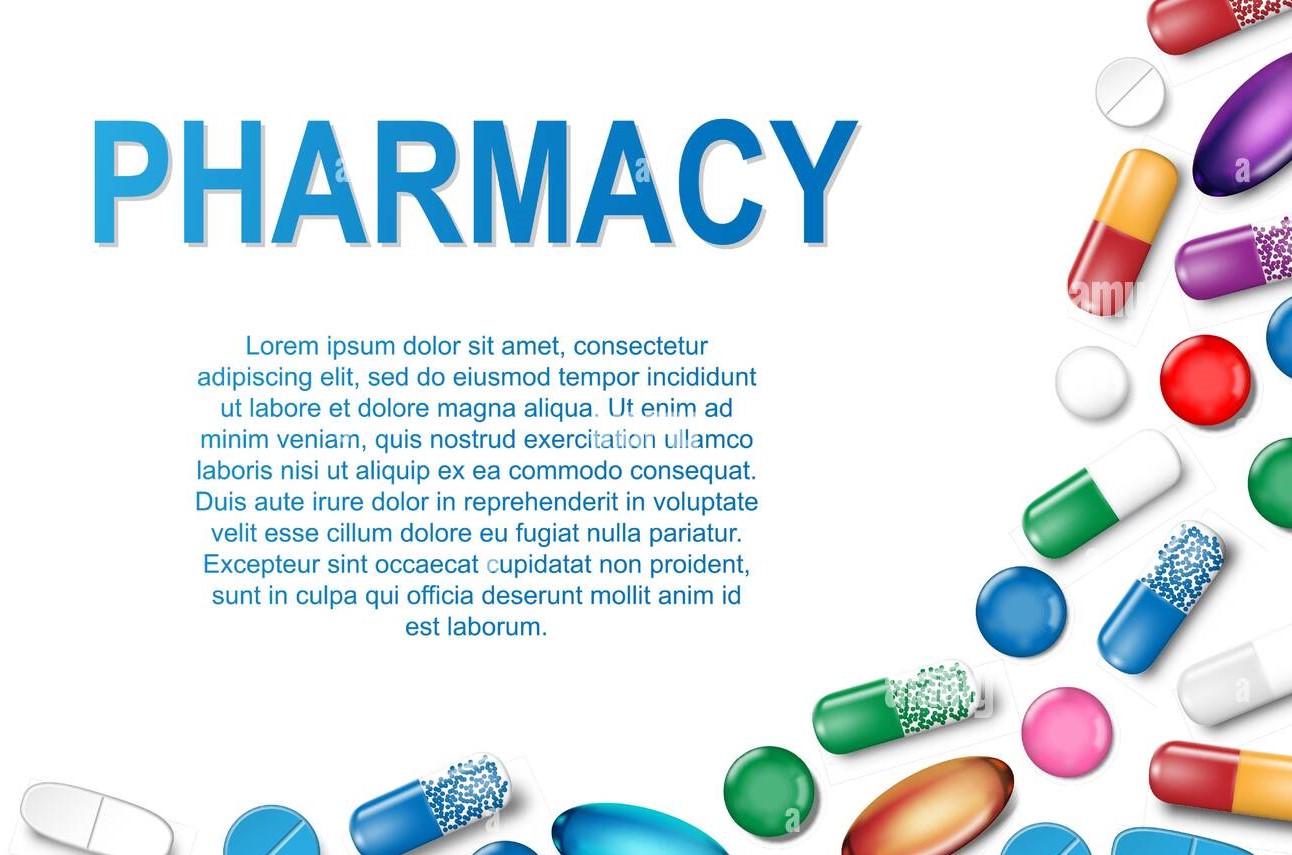 PHARMACY
Lorem ipsum dolor sit amet, consectetur
adipiscing elit, sed do eiusmod tempor incididunt
ut labore et dolore magna aliqua. Ut enim ad
minim veniam, quis nostrud exercitation ullamco
laboris nisi ut aliquip ex ea commodo consequat.
Duis aute irure dolor in reprehenderit in voluptate
velit esse cillum dolore eu fugiat nulla pariatur.
Excepteur sint occaecat cupidatat non proident,
sunt in culpa qui officia deserunt mollit anim id
est laborum.
alamy
a
a
a
a
a
a